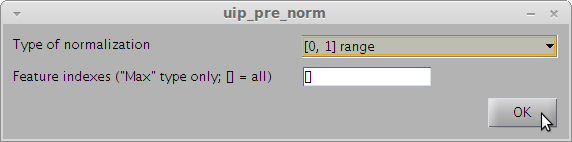 uip_pre_norm
Type of normalization [0, 1] range
Feature indexes ("Max" type only; [] = all) []
OK